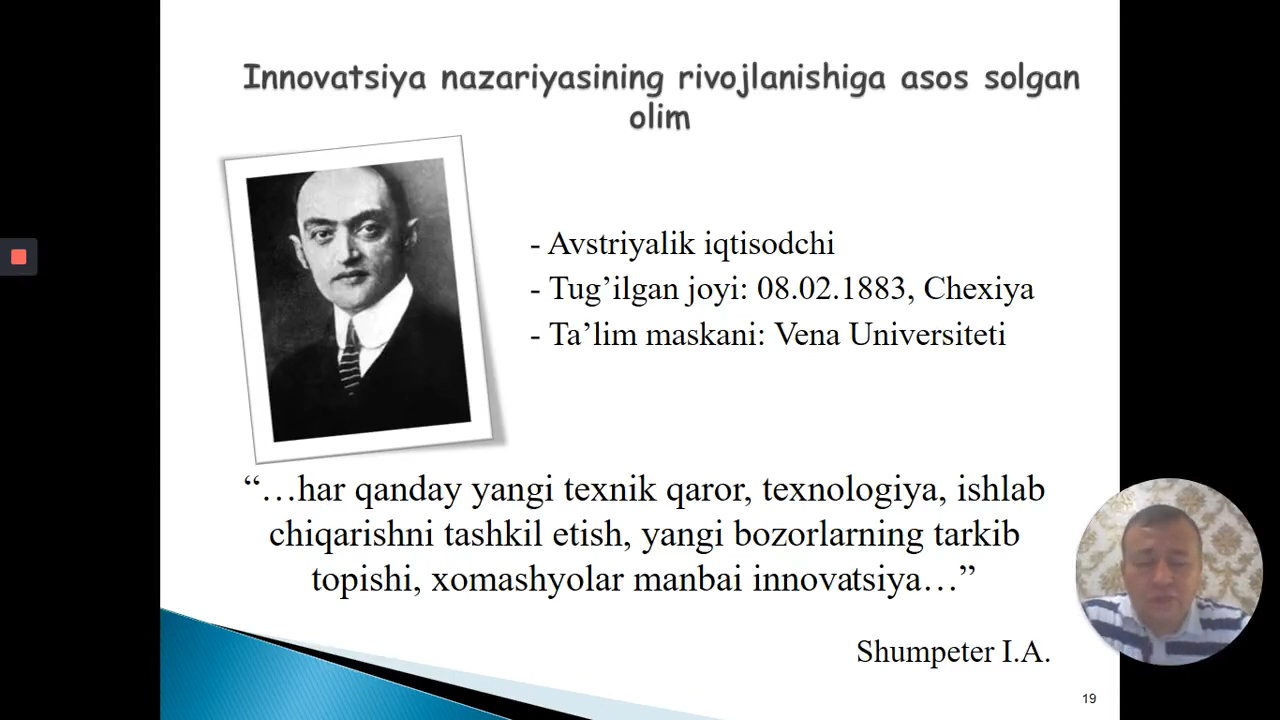 Innovatsiya nazariyasining rivojlanishiga asos solgan
olim
- Avstriyalik iqtisodchi
- Tug’ilgan joyi: 08.02.1883, Chexiya
- Ta’lim maskani: Vena Universiteti
“…har qanday yangi texnik qaror, texnologiya, ishlab
chiqarishni tashkil etish, yangi bozorlarning tarkib
topishi, xomashyolar manbai innovatsiya…”
Shumpeter I.A.
19